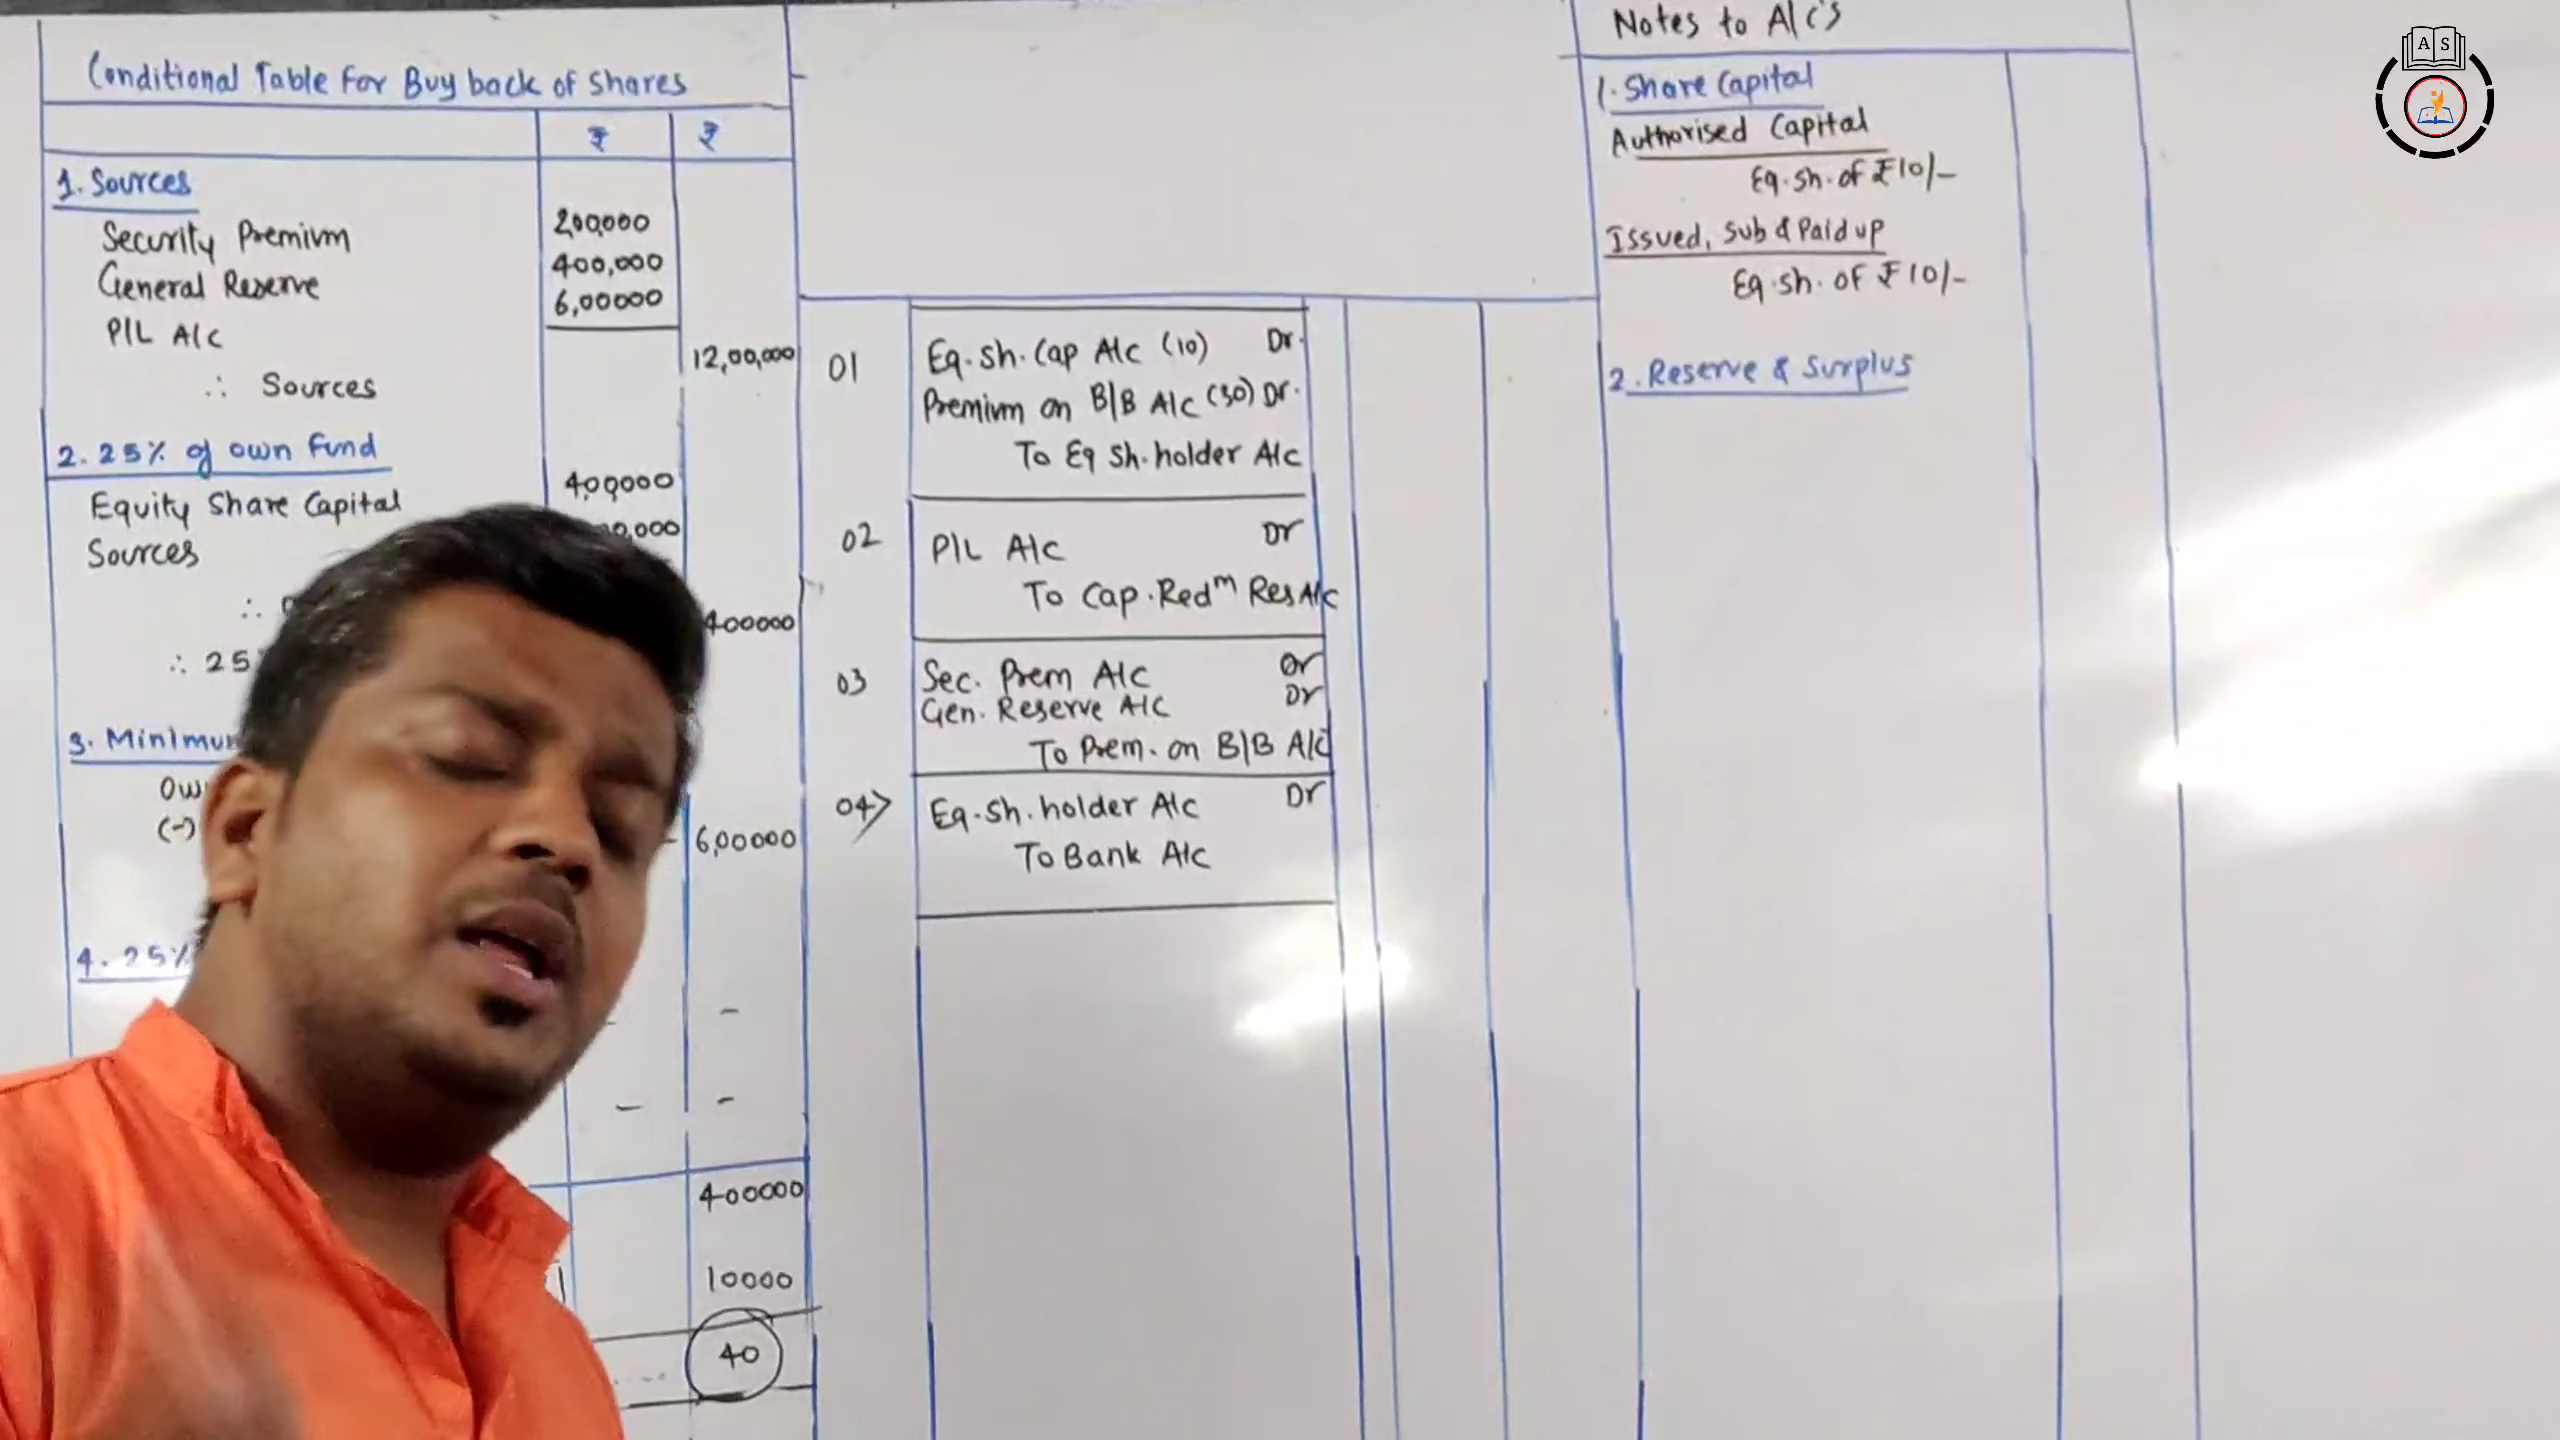 Conditional Table For Buy back of Shares
₹ ₹
1. Sources
Security Premium 2,00,000
General Reserve 400,000
P/L A/c 6,00000
∴ Sources 12,00,000
2. 25% of own Fund
Equity Share Capital 4,00000
Sources
∴
400000
∴ 25
3. Minimum
(-)
6,00000
4. 25%
- -
- -
400000
10000
40
01 Eq. Sh. Cap A/c (10) Dr.
Premium on B/B A/c (30) Dr.
To Eq Sh. holder A/c
02 P/L A/c Dr
To Cap. Redm Res A/c
03 Sec. Prem A/c Dr
Gen. Reserve A/c Dr
To Prem. on B/B A/c
04> Eq. Sh. holder A/c Dr
To Bank A/c
Notes to A/c's
1. Share Capital
Authorised Capital
Eq. Sh. of ₹10/-
Issued, Sub & Paid up
Eq. Sh. of ₹10/-
2. Reserve & Surplus
A S